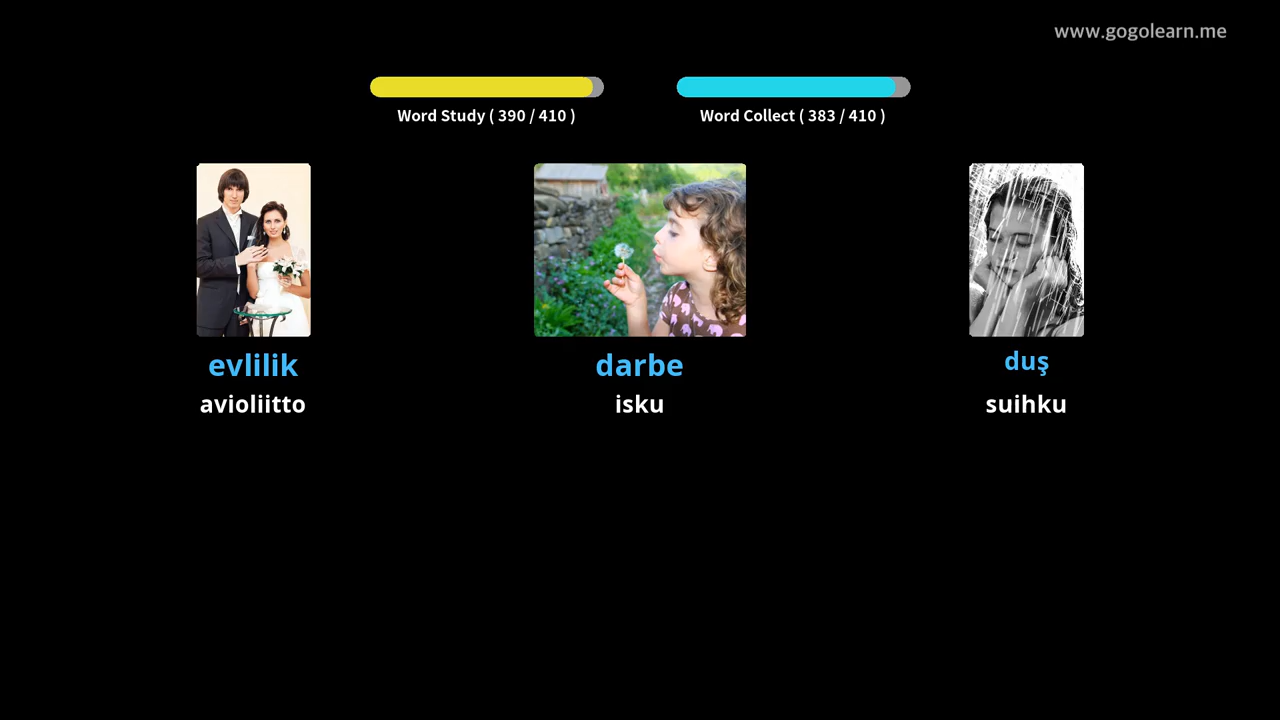 www.gogolearn.me
Word Study ( 390 / 410 )
Word Collect ( 383 / 410 )
evlilik
darbe
duş
avioliitto
isku
suihku